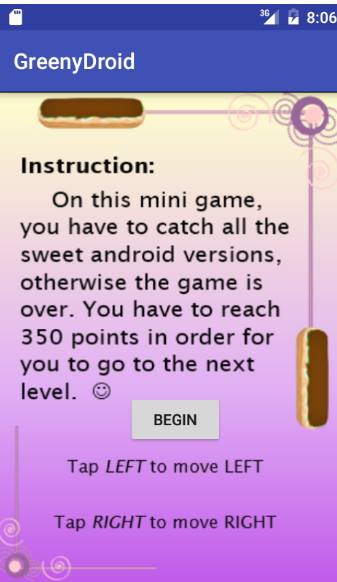 3G 8:06
GreenyDroid
Instruction:
On this mini game,
you have to catch all the
sweet android versions,
otherwise the game is
over. You have to reach
350 points in order for
you to go to the next
level. ☺
BEGIN
Tap LEFT to move LEFT
Tap RIGHT to move RIGHT